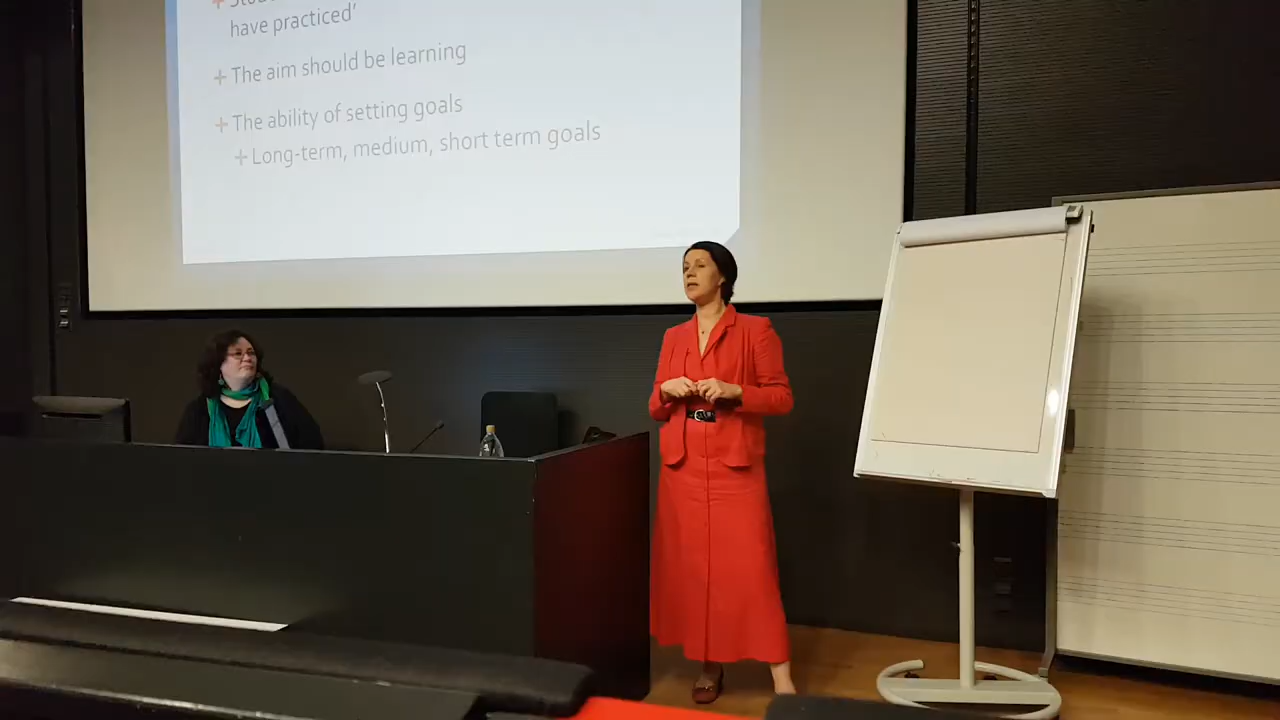 have practiced'
+ The aim should be learning
+ The ability of setting goals
+ Long-term, medium, short term goals